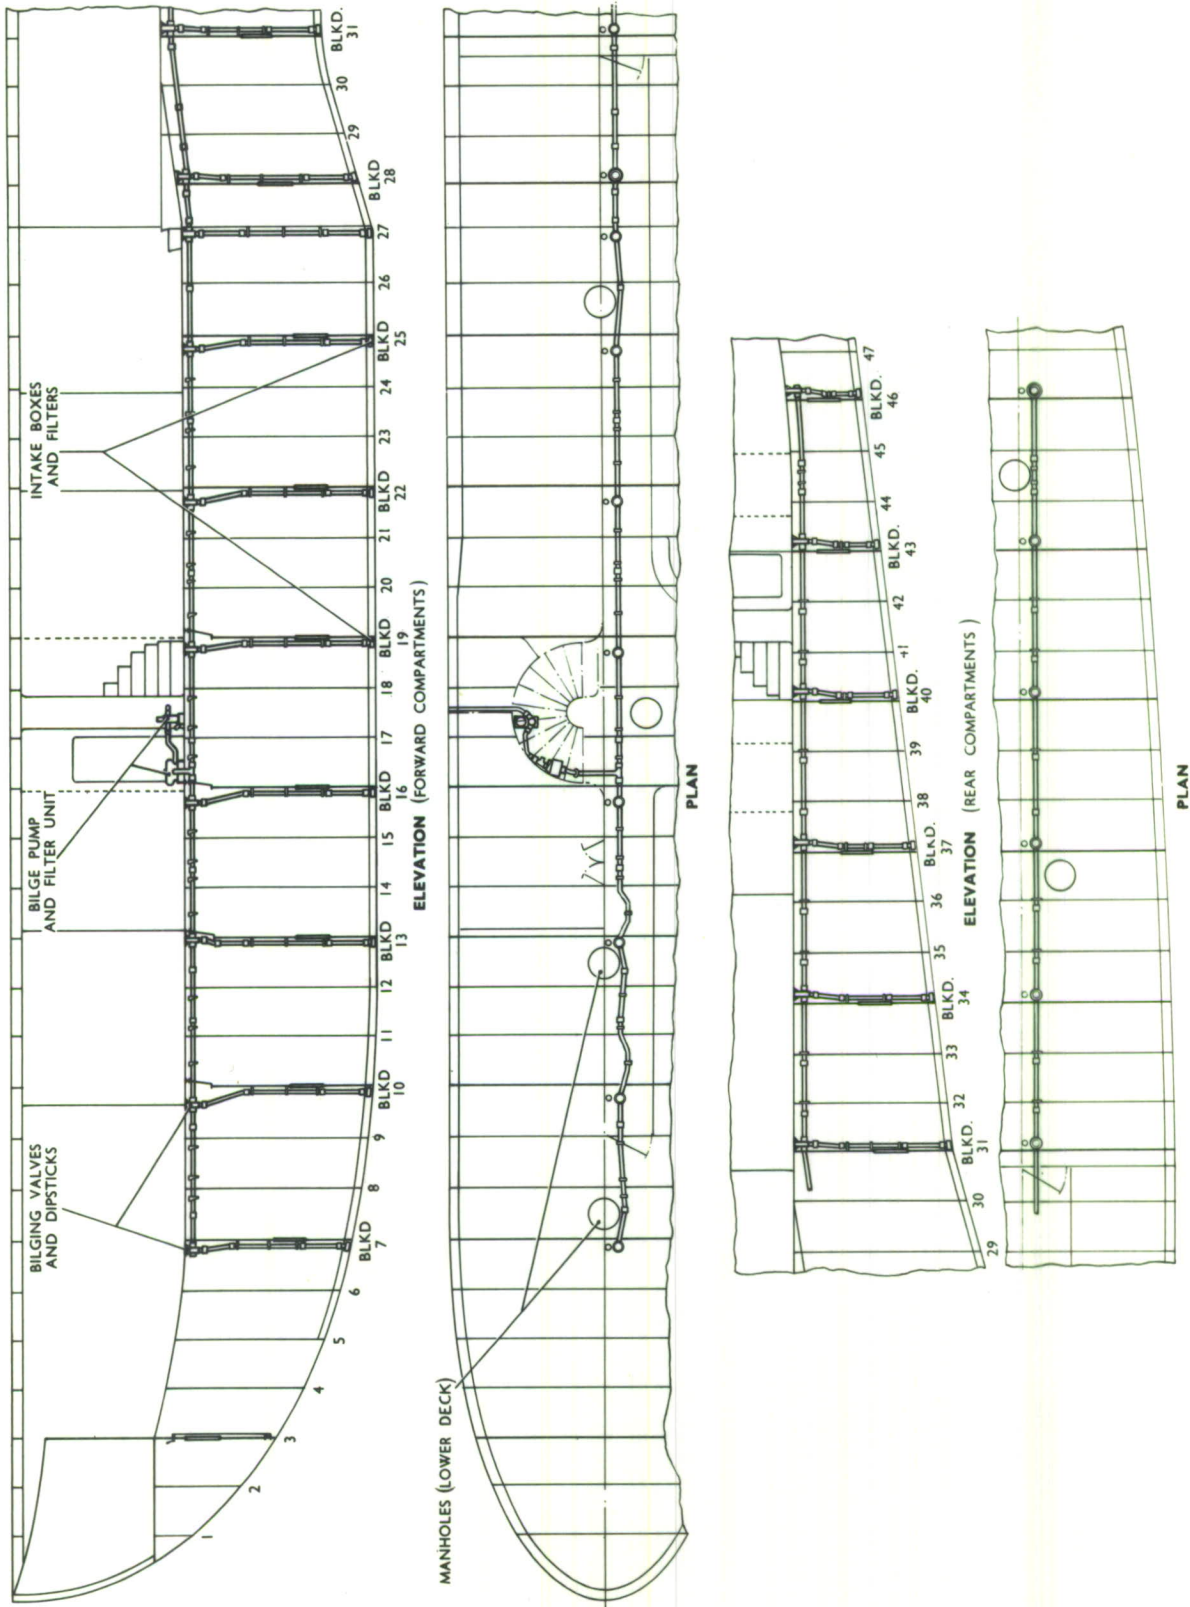 BILGING VALVES
AND DIPSTICKS
BILGE PUMP
AND FILTER UNIT
INTAKE BOXES
AND FILTERS
1
2
3
4
5
6
BLKD
7
8
9
BLKD
10
11
12
BLKD
13
14
15
BLKD
16
17
18
BLKD
19
20
21
BLKD
22
23
24
BLKD
25
26
27
BLKD
28
29
30
BLKD.
31
ELEVATION (FORWARD COMPARTMENTS)
MANHOLES (LOWER DECK)
PLAN
29
30
BLKD.
31
32
33
BLKD.
34
35
36
BLKD.
37
38
39
BLKD.
40
41
42
BLKD.
43
44
45
BLKD.
46
47
ELEVATION (REAR COMPARTMENTS )
PLAN